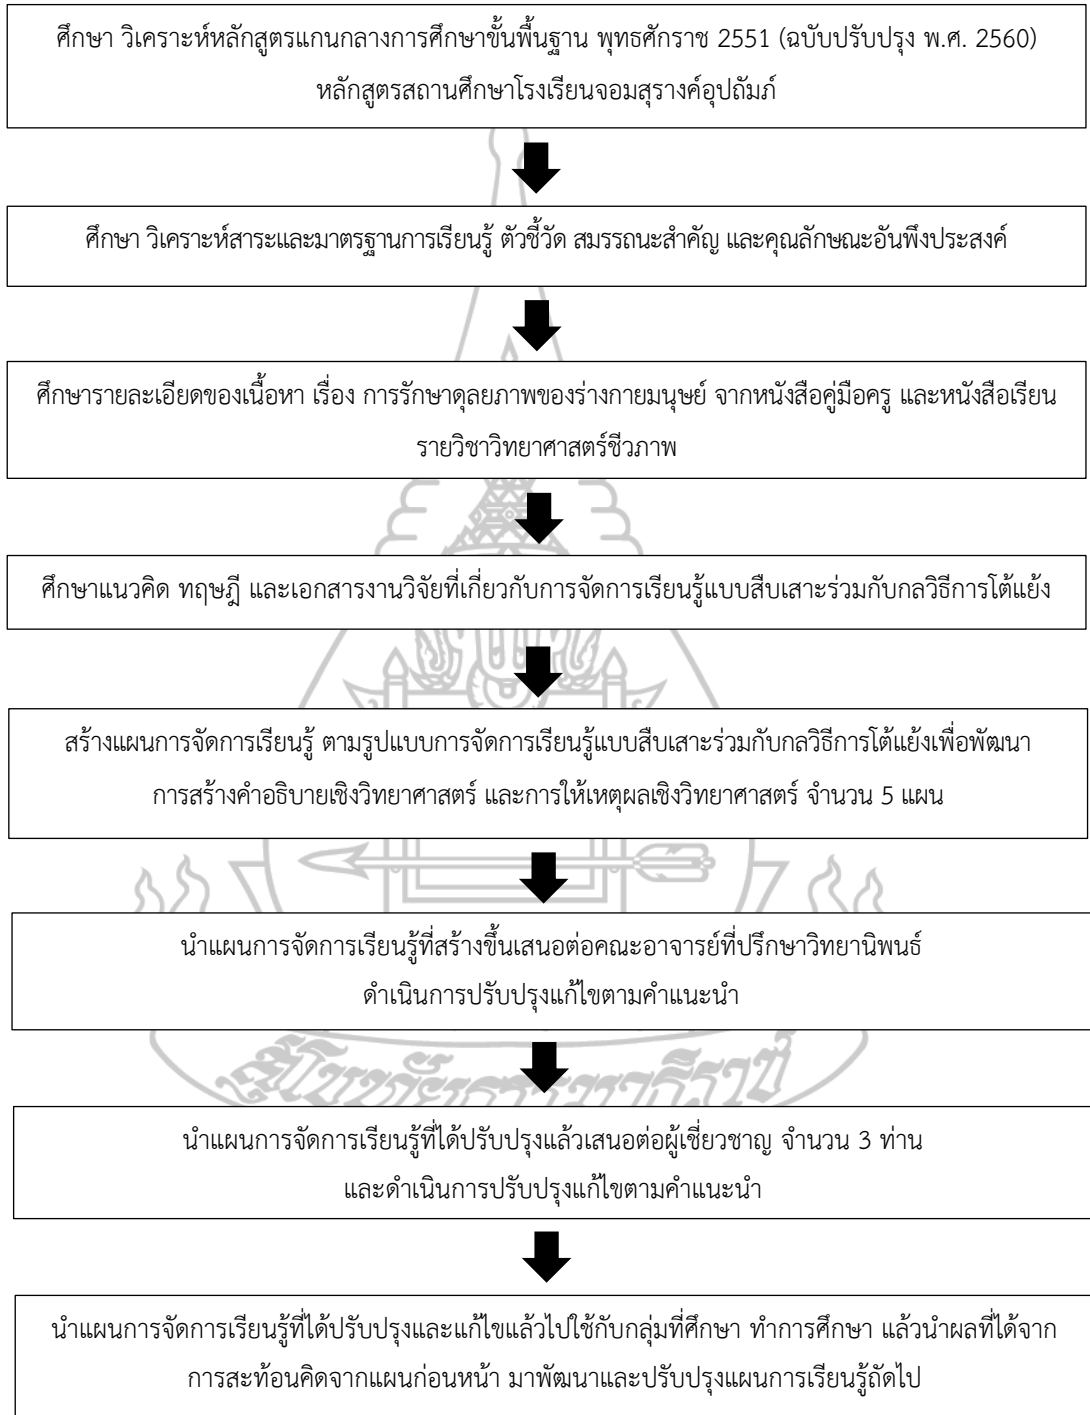 ศึกษา วิเคราะห์หลักสูตรแกนกลางการศึกษาขั้นพื้นฐาน พุทธศักราช 2551 (ฉบับปรับปรุง พ.ศ. 2560)
หลักสูตรสถานศึกษาโรงเรียนจอมสุรางค์อุปถัมภ์
ศึกษา วิเคราะห์สาระและมาตรฐานการเรียนรู้ ตัวชี้วัด สมรรถนะสำคัญ และคุณลักษณะอันพึงประสงค์
ศึกษารายละเอียดของเนื้อหา เรื่อง การรักษาดุลยภาพของร่างกายมนุษย์ จากหนังสือคู่มือครู และหนังสือเรียน
รายวิชาวิทยาศาสตร์ชีวภาพ
ศึกษาแนวคิด ทฤษฎี และเอกสารงานวิจัยที่เกี่ยวกับการจัดการเรียนรู้แบบสืบเสาะร่วมกับกลวิธีการโต้แย้ง
สร้างแผนการจัดการเรียนรู้ ตามรูปแบบการจัดการเรียนรู้แบบสืบเสาะร่วมกับกลวิธีการโต้แย้งเพื่อพัฒนา
การสร้างคำอธิบายเชิงวิทยาศาสตร์ และการให้เหตุผลเชิงวิทยาศาสตร์ จำนวน 5 แผน
นำแผนการจัดการเรียนรู้ที่สร้างขึ้นเสนอต่อคณะอาจารย์ที่ปรึกษาวิทยานิพนธ์
ดำเนินการปรับปรุงแก้ไขตามคำแนะนำ
นำแผนการจัดการเรียนรู้ที่ได้ปรับปรุงแล้วเสนอต่อผู้เชี่ยวชาญ จำนวน 3 ท่าน
และดำเนินการปรับปรุงแก้ไขตามคำแนะนำ
นำแผนการจัดการเรียนรู้ที่ได้ปรับปรุงและแก้ไขแล้วไปใช้กับกลุ่มที่ศึกษา ทำการศึกษา แล้วนำผลที่ได้จาก
การสะท้อนคิดจากแผนก่อนหน้า มาพัฒนาและปรับปรุงแผนการเรียนรู้ถัดไป